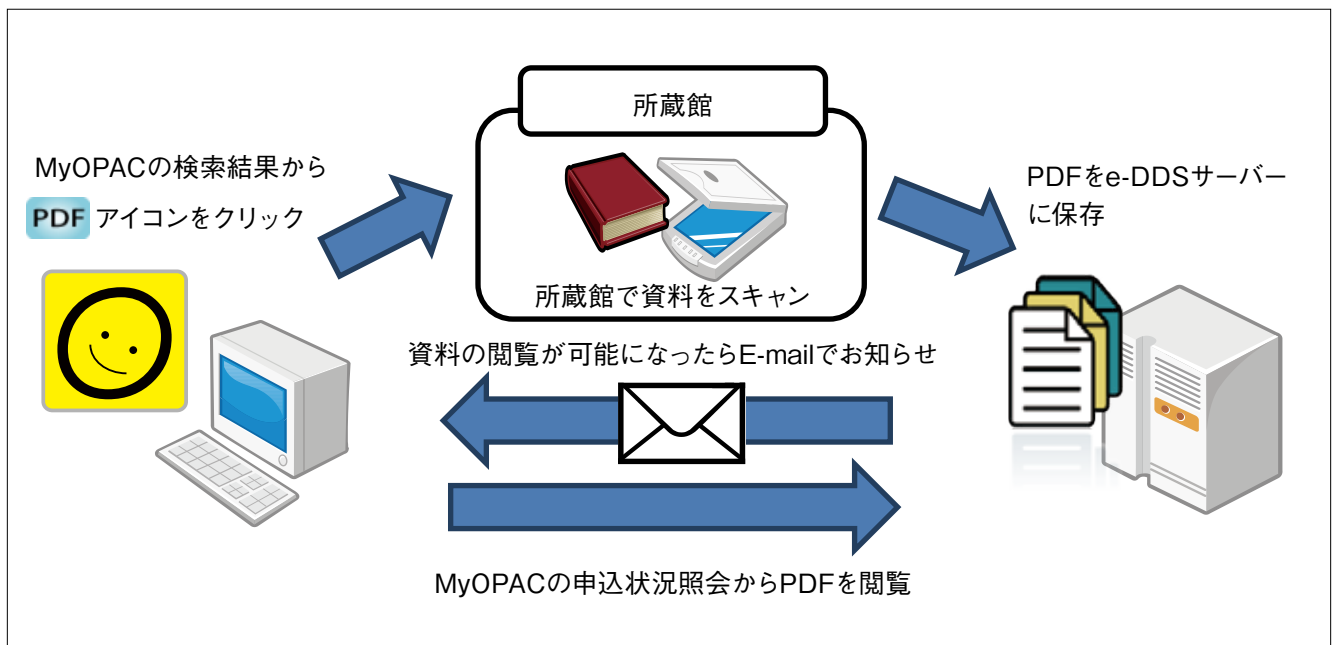 MyOPACの検索結果から
PDF アイコンをクリック
所蔵館
所蔵館で資料をスキャン
PDFをe-DDSサーバー
に保存
資料の閲覧が可能になったらE-mailでお知らせ
MyOPACの申込状況照会からPDFを閲覧